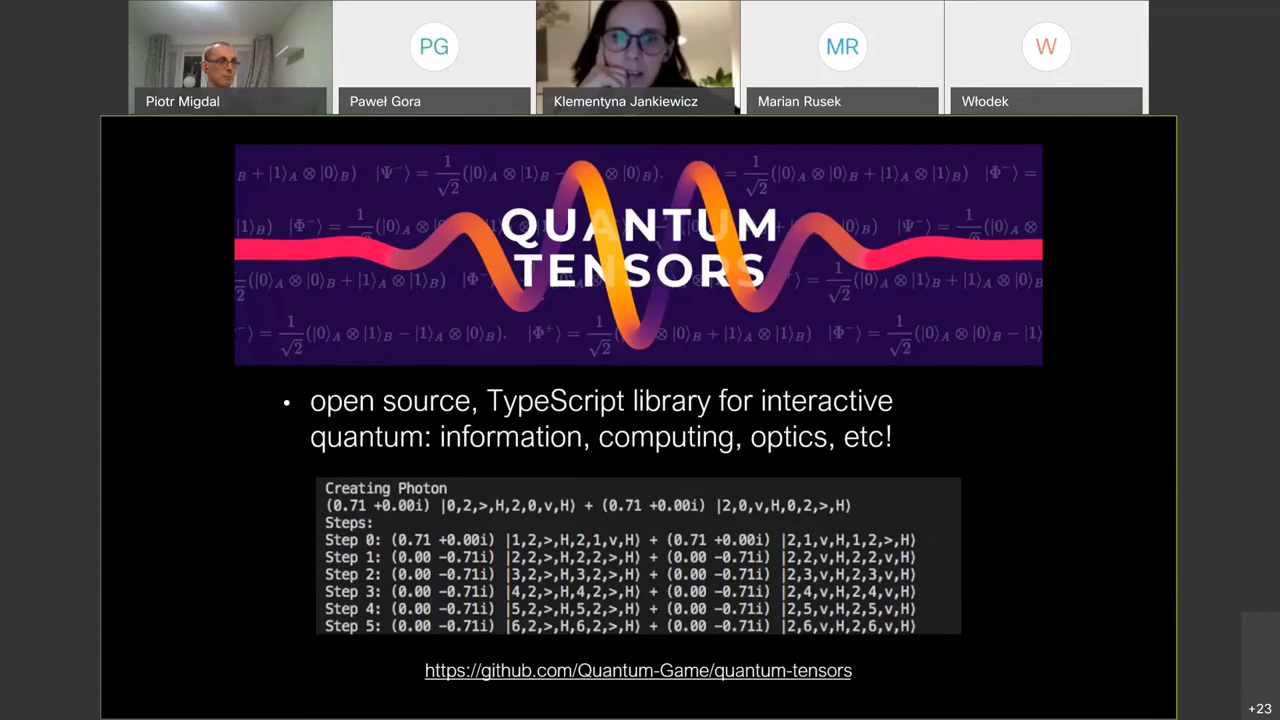 PG
MR
W
Piotr Migdal
Paweł Gora
Klementyna Jankiewicz
Marian Rusek
Włodek
QUANTUM
TENSORS
• open source, TypeScript library for interactive
quantum: information, computing, optics, etc!
Creating Photon
(0.71 +0.00i) |0,2,>,H,2,0,v,H⟩ + (0.71 +0.00i) |2,0,v,H,0,2,>,H⟩
Steps:
Step 0: (0.71 +0.00i) |1,2,>,H,2,1,v,H⟩ + (0.71 +0.00i) |2,1,v,H,1,2,>,H⟩
Step 1: (0.00 -0.71i) |2,2,>,H,2,2,>,H⟩ + (0.00 -0.71i) |2,2,v,H,2,2,v,H⟩
Step 2: (0.00 -0.71i) |3,2,>,H,3,2,>,H⟩ + (0.00 -0.71i) |2,3,v,H,2,3,v,H⟩
Step 3: (0.00 -0.71i) |4,2,>,H,4,2,>,H⟩ + (0.00 -0.71i) |2,4,v,H,2,4,v,H⟩
Step 4: (0.00 -0.71i) |5,2,>,H,5,2,>,H⟩ + (0.00 -0.71i) |2,5,v,H,2,5,v,H⟩
Step 5: (0.00 -0.71i) |6,2,>,H,6,2,>,H⟩ + (0.00 -0.71i) |2,6,v,H,2,6,v,H⟩
https://github.com/Quantum-Game/quantum-tensors
+23